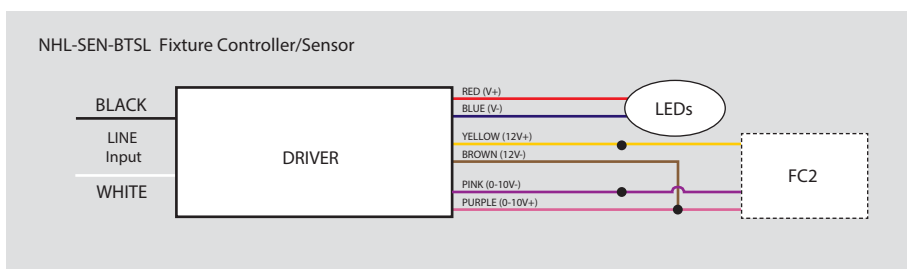 NHL-SEN-BTSL Fixture Controller/Sensor
BLACK
LINE
Input
WHITE
DRIVER
RED (V+)
BLUE (V-)
YELLOW (12V+)
BROWN (12V-)
PINK (0-10V-)
PURPLE (0-10V+)
LEDs
FC2